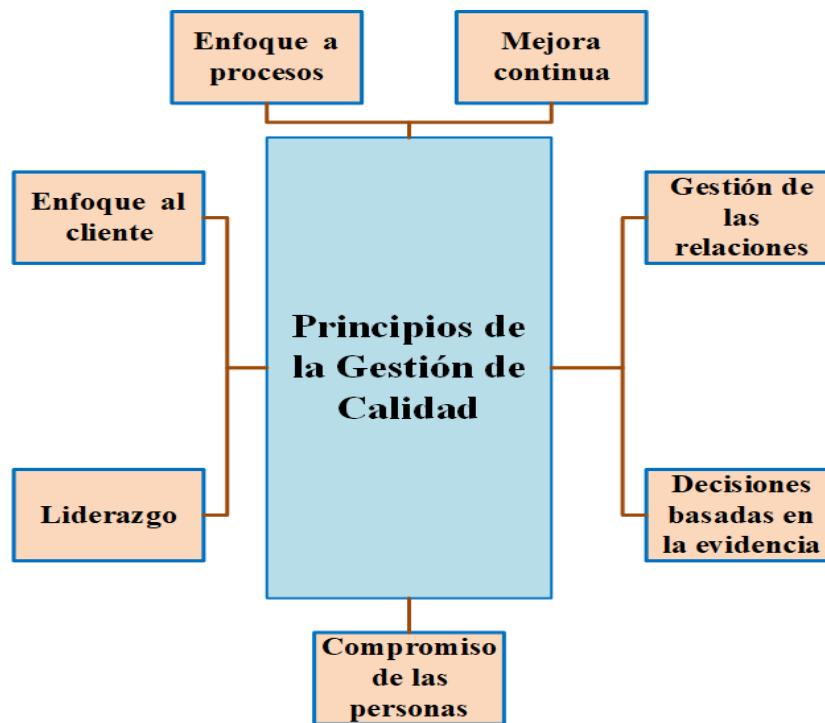 Enfoque a
procesos
Mejora
continua
Enfoque al
cliente
Gestión de
las
relaciones
Principios de
la Gestión de
Calidad
Liderazgo
Decisiones
basadas en
la evidencia
Compromiso
de las
personas